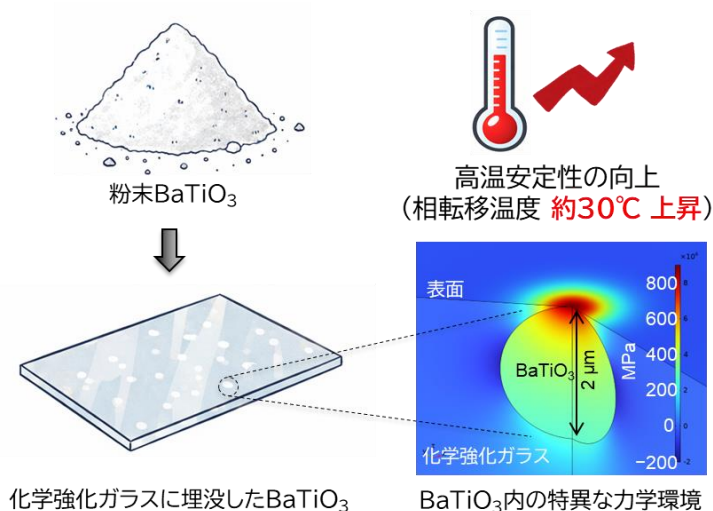 粉末BaTiO3
高温安定性の向上
(相転移温度 約30℃ 上昇)
表面
BaTiO3
2 μm
化学強化ガラス
800
600
400
200
0
−200
MPa
化学強化ガラスに埋没したBaTiO3
BaTiO3内の特異な力学環境